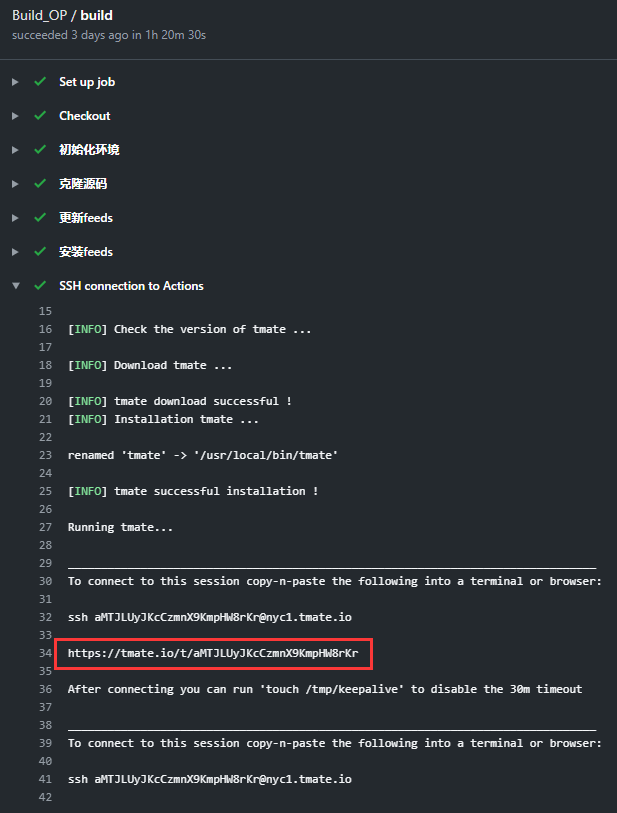 Build_OP / build
succeeded 3 days ago in 1h 20m 30s
Set up job
Checkout
初始化环境
克隆源码
更新feeds
安装feeds
SSH connection to Actions
15
16 [INFO] Check the version of tmate ...
17
18 [INFO] Download tmate ...
19
20 [INFO] tmate download successful !
21 [INFO] Installation tmate ...
22
23 renamed 'tmate' -> '/usr/local/bin/tmate'
24
25 [INFO] tmate successful installation !
26
27 Running tmate...
28
29 ________________________________________________________________________________
30 To connect to this session copy-n-paste the following into a terminal or browser:
31
32 ssh aMTJLUyJKcCzmnX9KmpHW8rKr@nyc1.tmate.io
33
34 https://tmate.io/t/aMTJLUyJKcCzmnX9KmpHW8rKr
35
36 After connecting you can run 'touch /tmp/keepalive' to disable the 30m timeout
37
38 ________________________________________________________________________________
39 To connect to this session copy-n-paste the following into a terminal or browser:
40
41 ssh aMTJLUyJKcCzmnX9KmpHW8rKr@nyc1.tmate.io
42